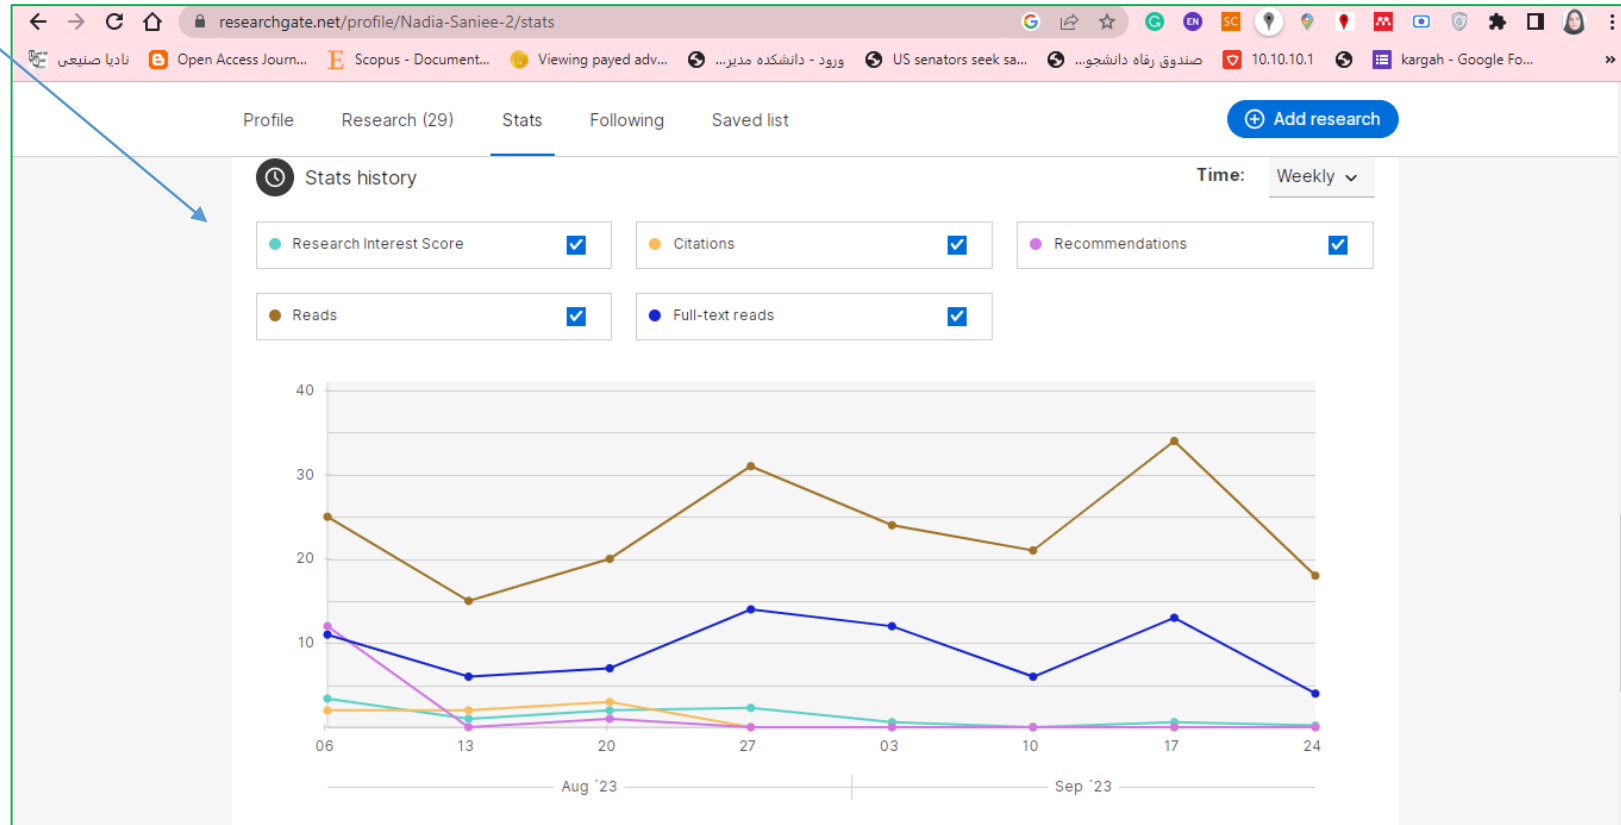 researchgate.net/profile/Nadia-Saniee-2/stats
نادیا صنیعی
Open Access Journ...
Scopus - Document...
Viewing payed adv...
ورود - دانشکده مدیر...
US senators seek sa...
صندوق رفاه دانشجو...
10.10.10.1
kargah - Google Fo...
»
Profile Research (29) Stats Following Saved list Add research
Stats history Time: Weekly
Research Interest Score Citations Recommendations
Reads Full-text reads
40
30
20
10
06 13 20 27 03 10 17 24
Aug ´23 Sep ´23